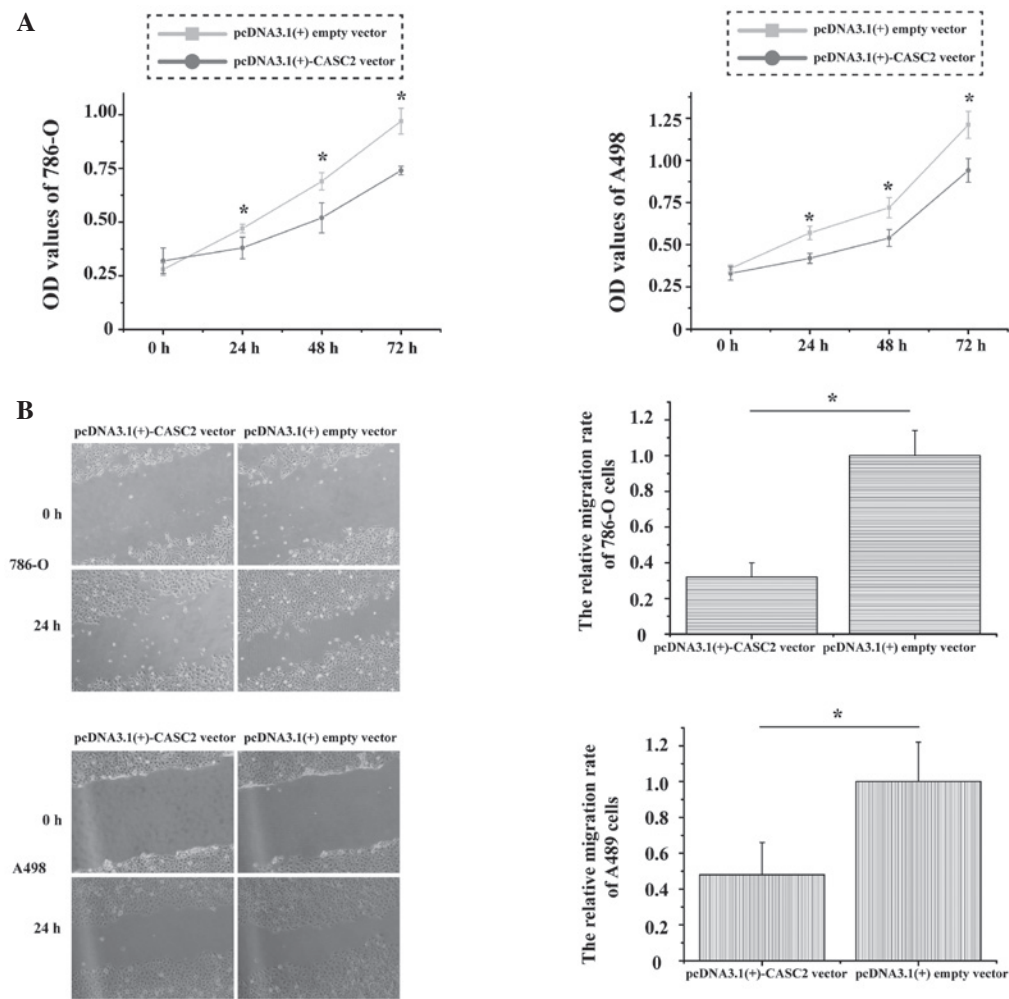 A
pcDNA3.1(+) empty vector
pcDNA3.1(+)-CASC2 vector
OD values of 786-O
1.00
0.75
0.50
0.25
0
*
*
*
0 h
24 h
48 h
72 h
pcDNA3.1(+) empty vector
pcDNA3.1(+)-CASC2 vector
OD values of A498
1.25
1.00
0.75
0.50
0.25
0
*
*
*
0 h
24 h
48 h
72 h
B
pcDNA3.1(+)-CASC2 vector
pcDNA3.1(+) empty vector
0 h
786-O
24 h
pcDNA3.1(+)-CASC2 vector
pcDNA3.1(+) empty vector
0 h
A498
24 h
The relative migration rate
of 786-O cells
1.2
1.0
0.8
0.6
0.4
0.2
0
*
pcDNA3.1(+)-CASC2 vector
pcDNA3.1(+) empty vector
The relative migration rate
of A489 cells
1.2
1.0
0.8
0.6
0.4
0.2
0
*
pcDNA3.1(+)-CASC2 vector
pcDNA3.1(+) empty vector